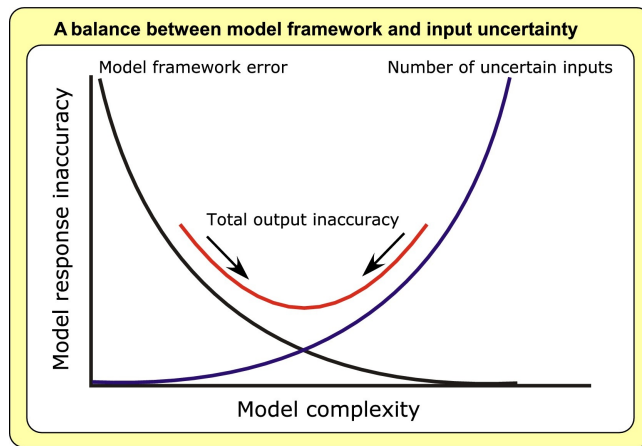 A balance between model framework and input uncertainty
Model framework error
Number of uncertain inputs
Total output inaccuracy
Model response inaccuracy
Model complexity